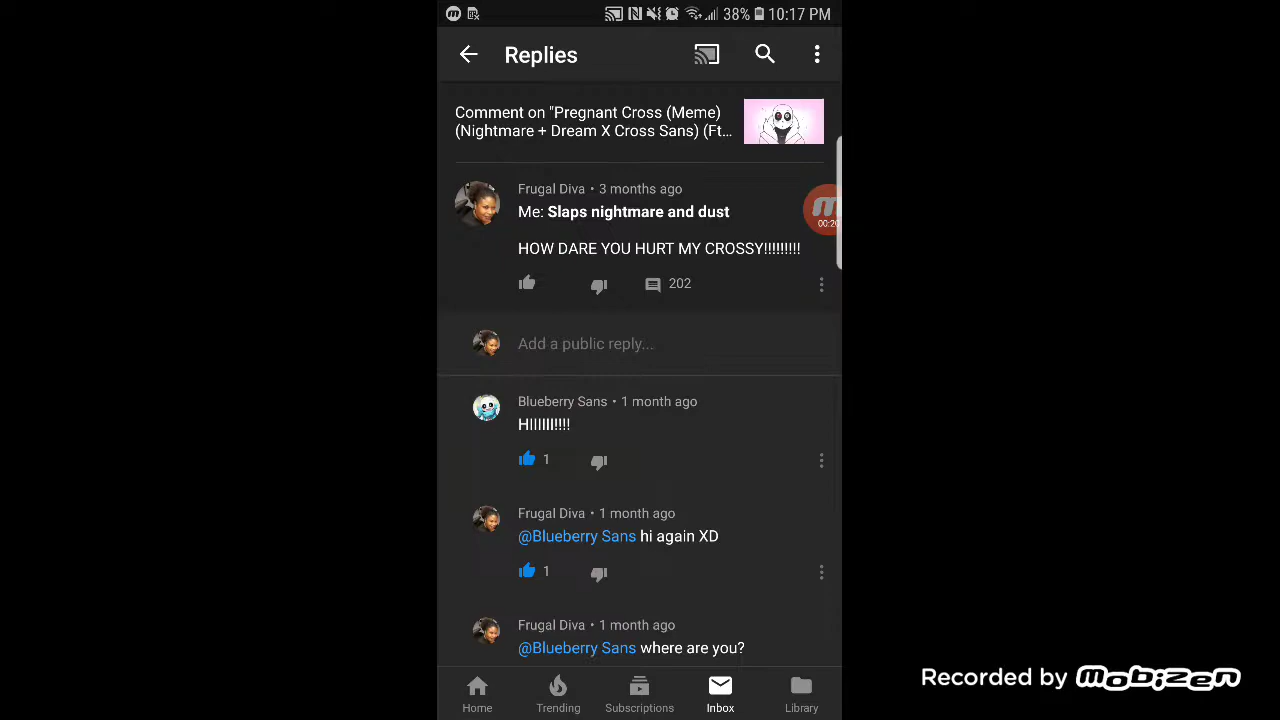 38% 10:17 PM
Replies
Comment on "Pregnant Cross (Meme)
(Nightmare + Dream X Cross Sans) (Ft...
Frugal Diva • 3 months ago
Me: Slaps nightmare and dust
00:20
HOW DARE YOU HURT MY CROSSY!!!!!!!!!
202
Add a public reply...
Blueberry Sans • 1 month ago
HIIIIII!!!!
1
Frugal Diva • 1 month ago
@Blueberry Sans hi again XD
1
Frugal Diva • 1 month ago
@Blueberry Sans where are you?
Home Trending Subscriptions Inbox Library
Recorded by mobizen